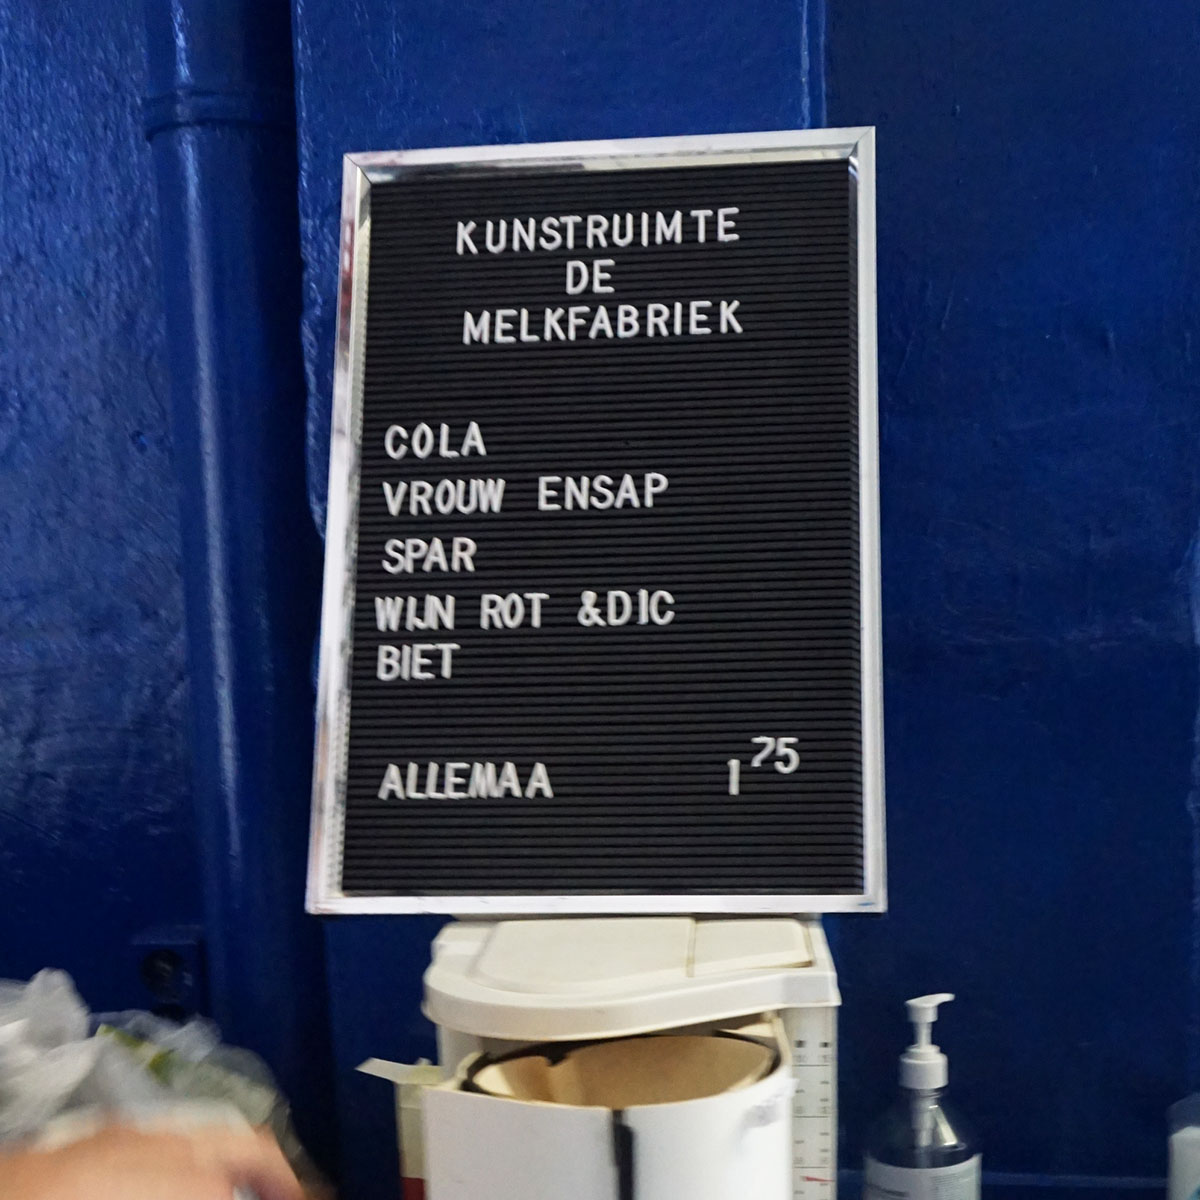 KUNSTRUIMTE
DE
MELKFABRIEK
COLA
VROUW ENSAP
SPAR
WIJN ROT &DIC
BIET
ALLEMAA 1 75